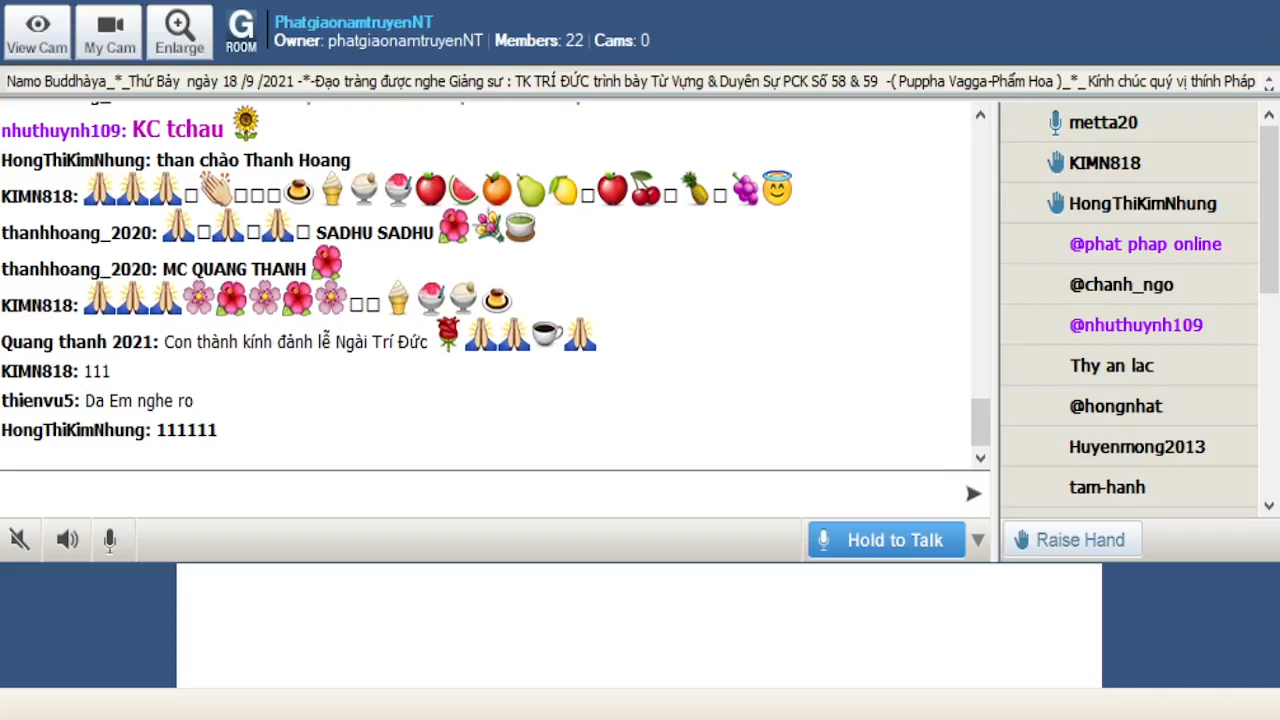 View Cam
My Cam
Enlarge
G
ROOM
PhatgiaonamtruyenNT
Owner: phatgiaonamtruyenNT | Members: 22 | Cams: 0
Namo Buddhàya_*_Thứ Bảy ngày 18 /9 /2021 -*-Đạo tràng được nghe Giảng sư : TK TRÍ ĐỨC trình bày Từ Vựng & Duyên Sự PCK Số 58 & 59 -( Puppha Vagga-Phẩm Hoa )_*_ Kính chúc quý vị thính Pháp
nhuthuynh109: KC tchau 🌻
HongThiKimNhung: than chào Thanh Hoang
KIMN818: 🙏🙏🙏□👏□□□🍮🍦🍨🍧🍎🍉🍊🍐🍋□🍎🍒□🍍□🍇😇
thanhhoang_2020: 🙏□🙏□🙏□ SADHU SADHU 🌺💐🍵
thanhhoang_2020: MC QUANG THANH 🌺
KIMN818: 🙏🙏🙏🌸🌺🌸🌺🌸□□🍦🍧🍨🍮
Quang thanh 2021: Con thành kính đảnh lễ Ngài Trí Đức 🌹🙏🙏☕🙏
KIMN818: 111
thienvu5: Da Em nghe ro
HongThiKimNhung: 111111
metta20
KIMN818
HongThiKimNhung
@phat phap online
@chanh_ngo
@nhuthuynh109
Thy an lac
@hongnhat
Huyenmong2013
tam-hanh
Hold to Talk
Raise Hand